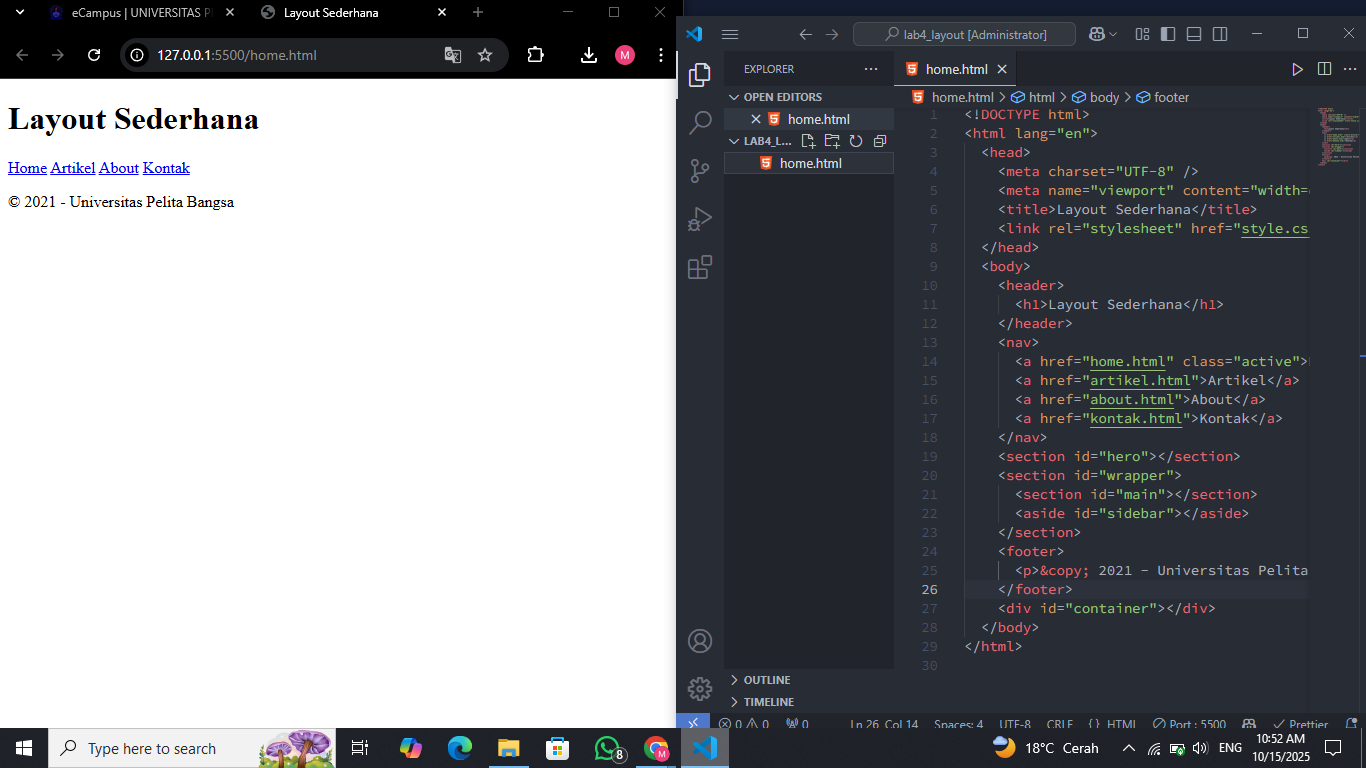 eCampus | UNIVERSITAS P
Layout Sederhana
127.0.0.1:5500/home.html
M
Layout Sederhana
Home Artikel About Kontak
© 2021 - Universitas Pelita Bangsa
lab4_layout [Administrator]
EXPLORER
OPEN EDITORS
home.html
LAB4_L...
home.html
OUTLINE
TIMELINE
home.html
home.html > html > body > footer
1 <!DOCTYPE html>
2 <html lang="en">
3 <head>
4 <meta charset="UTF-8" />
5 <meta name="viewport" content="width=
6 <title>Layout Sederhana</title>
7 <link rel="stylesheet" href="style.cs
8 </head>
9 <body>
10 <header>
11 <h1>Layout Sederhana</h1>
12 </header>
13 <nav>
14 <a href="home.html" class="active">
15 <a href="artikel.html">Artikel</a>
16 <a href="about.html">About</a>
17 <a href="kontak.html">Kontak</a>
18 </nav>
19 <section id="hero"></section>
20 <section id="wrapper">
21 <section id="main"></section>
22 <aside id="sidebar"></aside>
23 </section>
24 <footer>
25 <p>&copy; 2021 - Universitas Pelita
26 </footer>
27 <div id="container"></div>
28 </body>
29 </html>
30
0 0 0 Ln 26, Col 14 Spaces: 4 UTF-8 CRLF {} HTML Port : 5500 Prettier
Type here to search
8
M
18°C Cerah
ENG
10:52 AM
10/15/2025